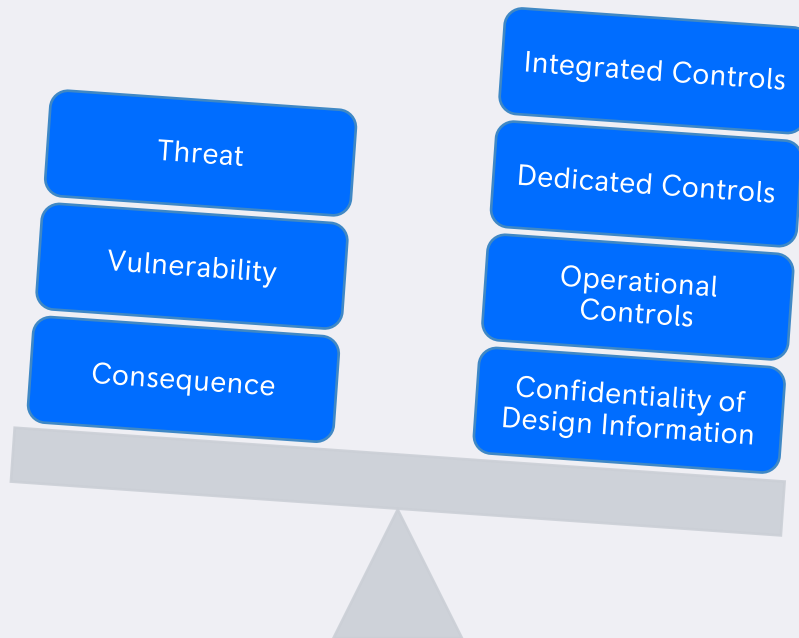 Threat
Vulnerability
Consequence
Integrated Controls
Dedicated Controls
Operational
Controls
Confidentiality of
Design Information